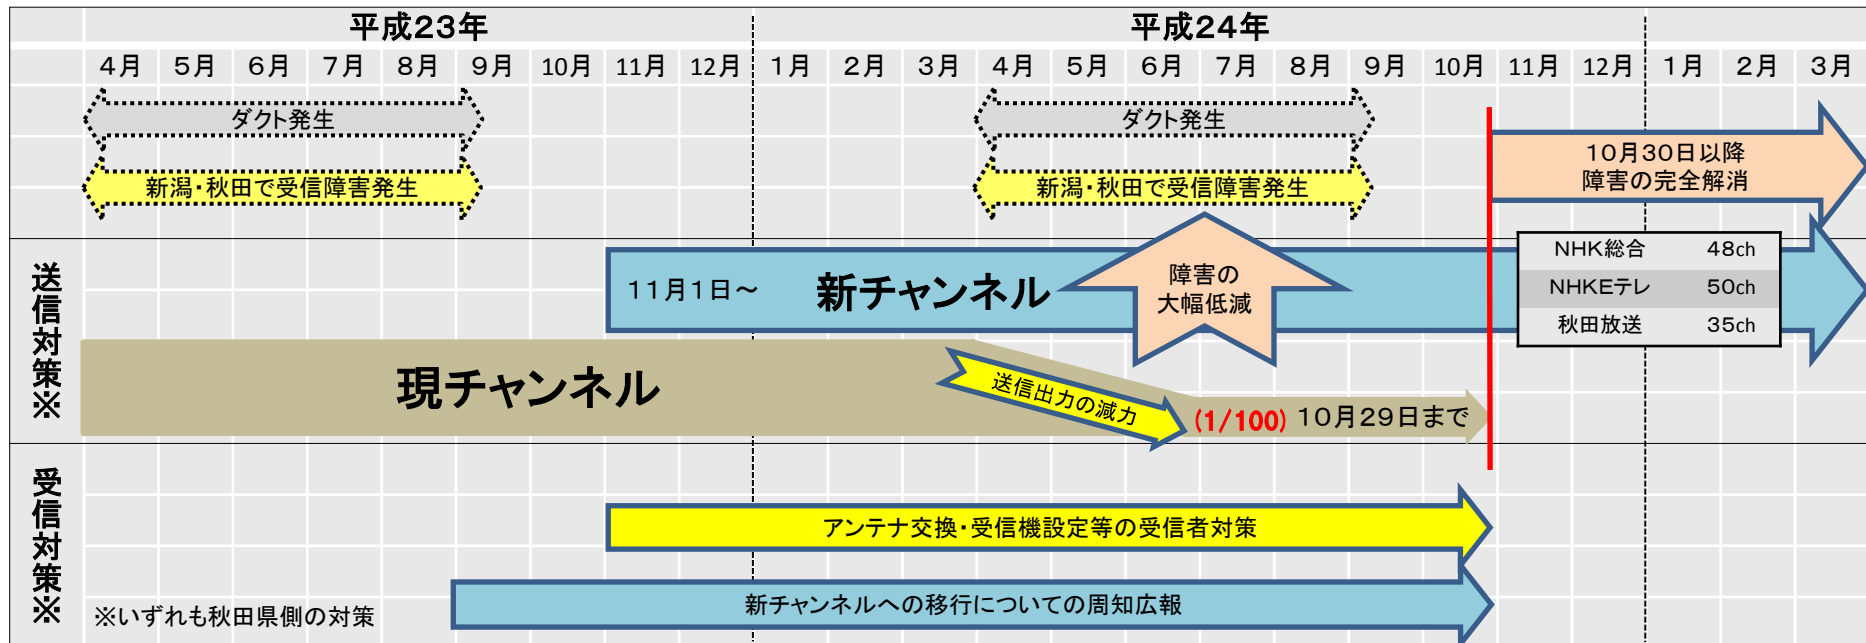 平成23年
平成24年
4月 5月 6月 7月 8月 9月 10月 11月 12月 1月 2月 3月 4月 5月 6月 7月 8月 9月 10月 11月 12月 1月 2月 3月
ダクト発生
ダクト発生
新潟・秋田で受信障害発生
新潟・秋田で受信障害発生
10月30日以降
障害の完全解消
送信対策※
11月1日～
新チャンネル
障害の
大幅低減
NHK総合 48ch
NHKEテレ 50ch
秋田放送 35ch
現チャンネル
送信出力の減力
(1/100) 10月29日まで
受信対策※
アンテナ交換・受信機設定等の受信者対策
新チャンネルへの移行についての周知広報
※いずれも秋田県側の対策